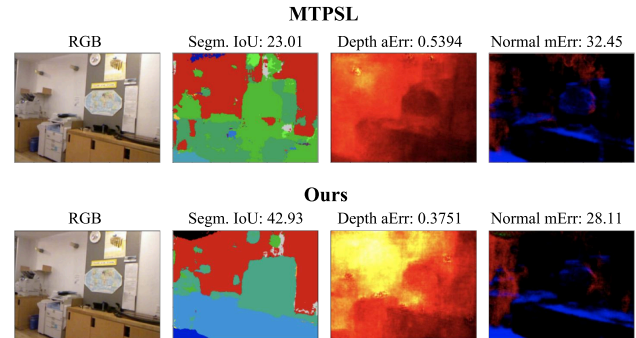 MTPSL
RGB
Segm. IoU: 23.01
Depth aErr: 0.5394
Normal mErr: 32.45
Ours
RGB
Segm. IoU: 42.93
Depth aErr: 0.3751
Normal mErr: 28.11